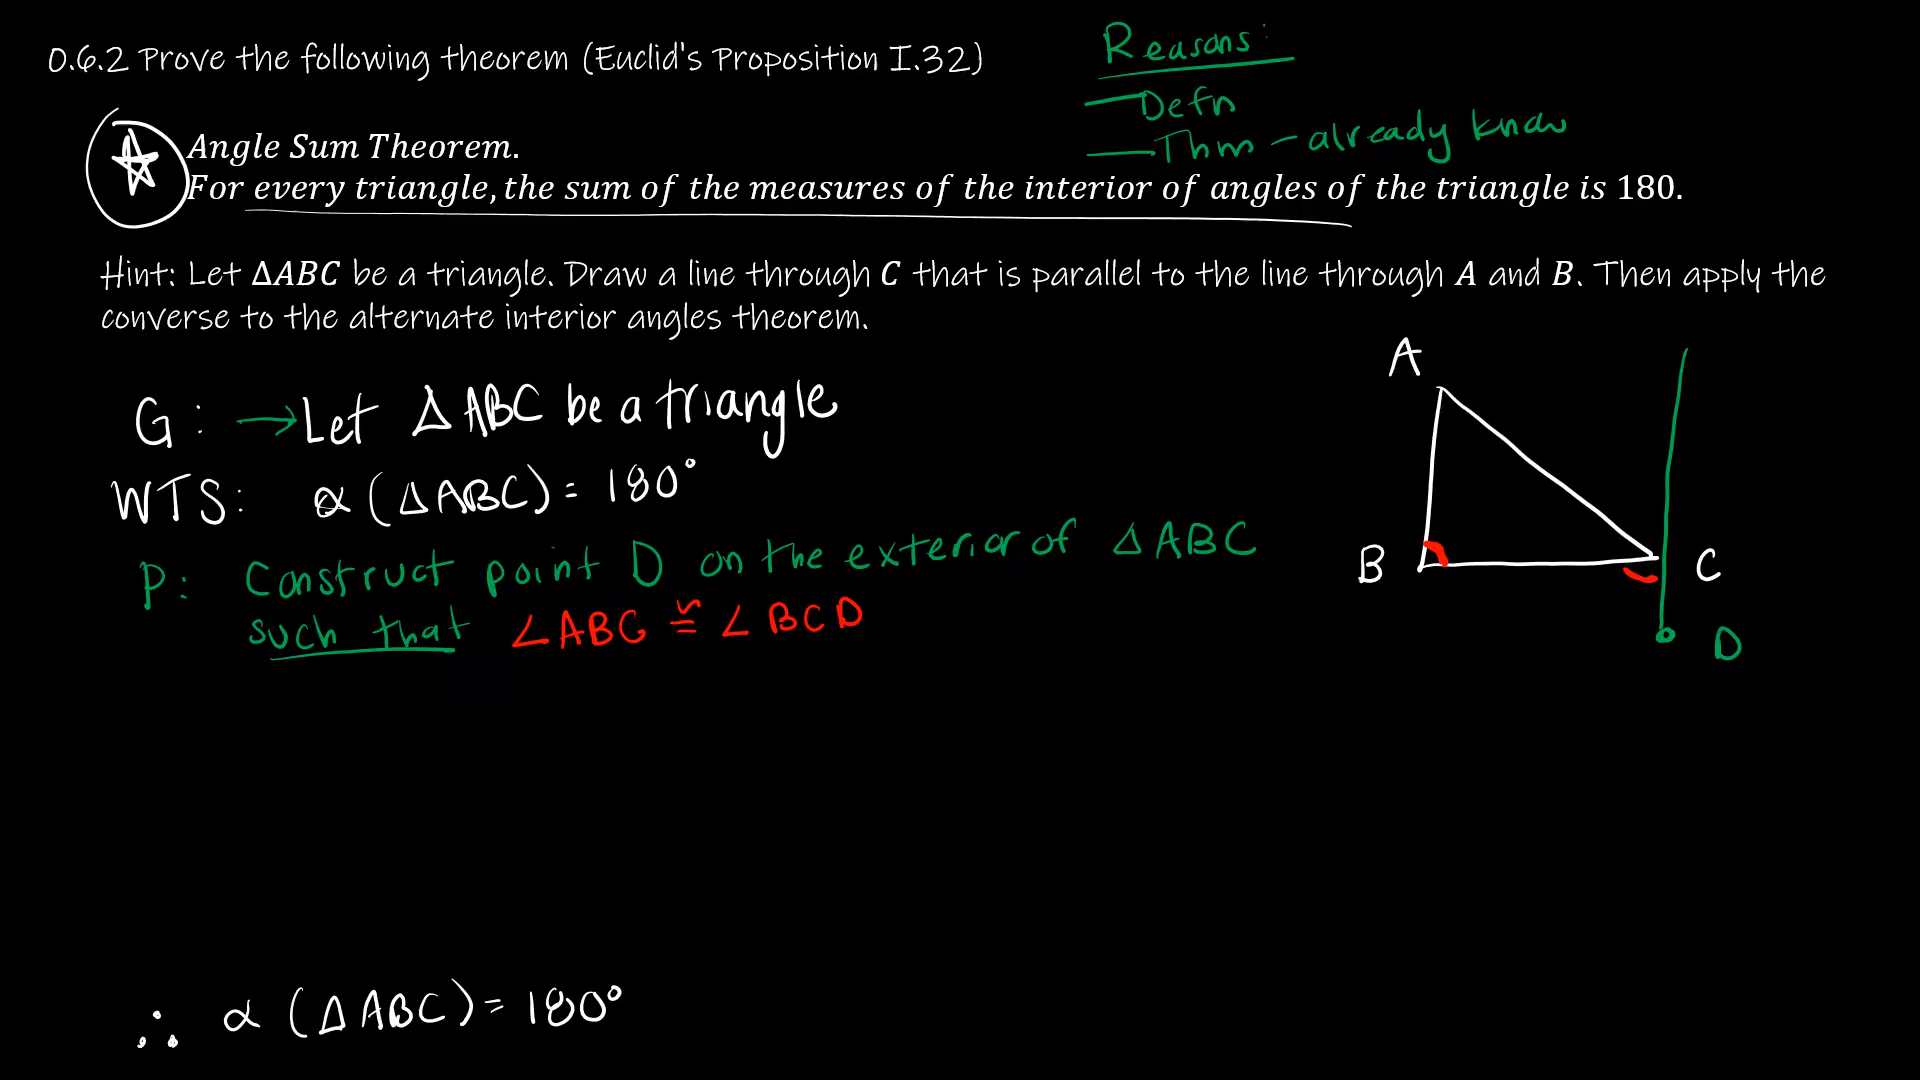 0.6.2 Prove the following theorem (Euclid's Proposition I.32)
Reasons:
— Defn
— Thm - already know
Angle Sum Theorem.
For every triangle, the sum of the measures of the interior of angles of the triangle is 180.
Hint: Let ΔABC be a triangle. Draw a line through C that is parallel to the line through A and B. Then apply the
converse to the alternate interior angles theorem.
G: → Let ΔABC be a triangle
WTS: α(ΔABC) = 180°
P: Construct point D on the exterior of ΔABC
such that ∠ABC ≅ ∠BCD
A
B
C
D
∴ α (ΔABC) = 180°